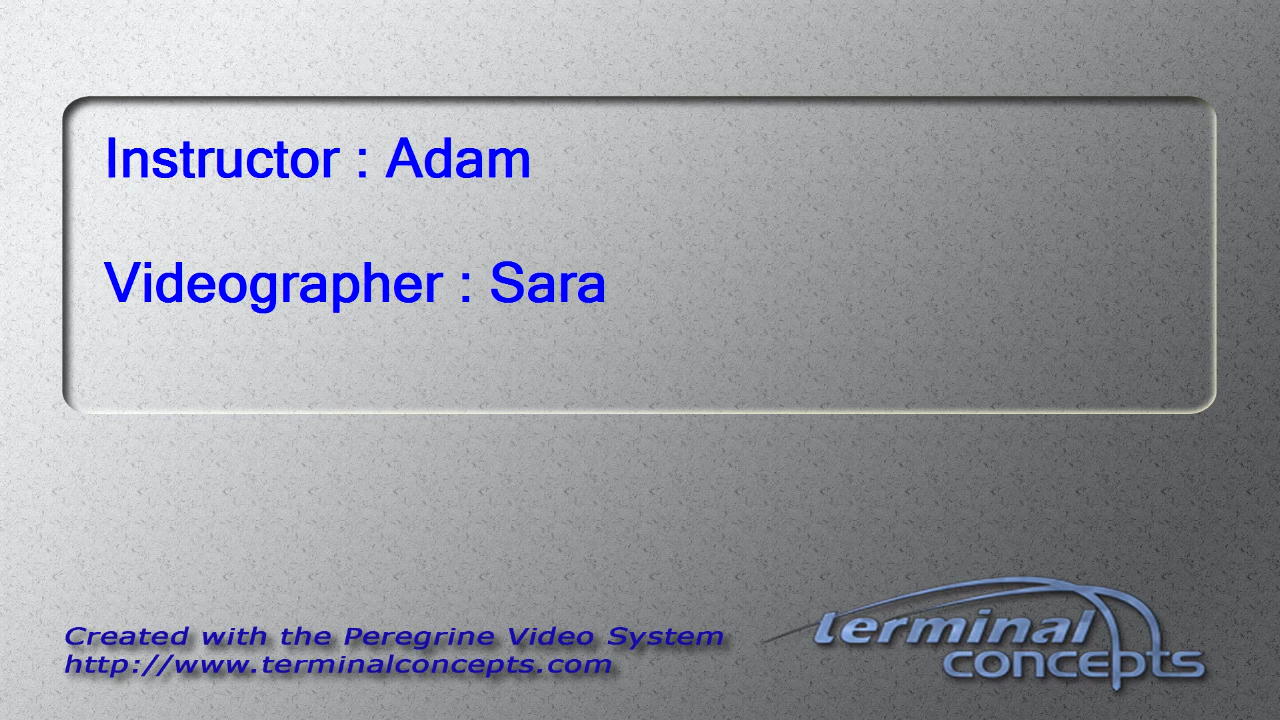 Instructor : Adam
Videographer : Sara
Created with the Peregrine Video System
http://www.terminalconcepts.com
terminal
concepts